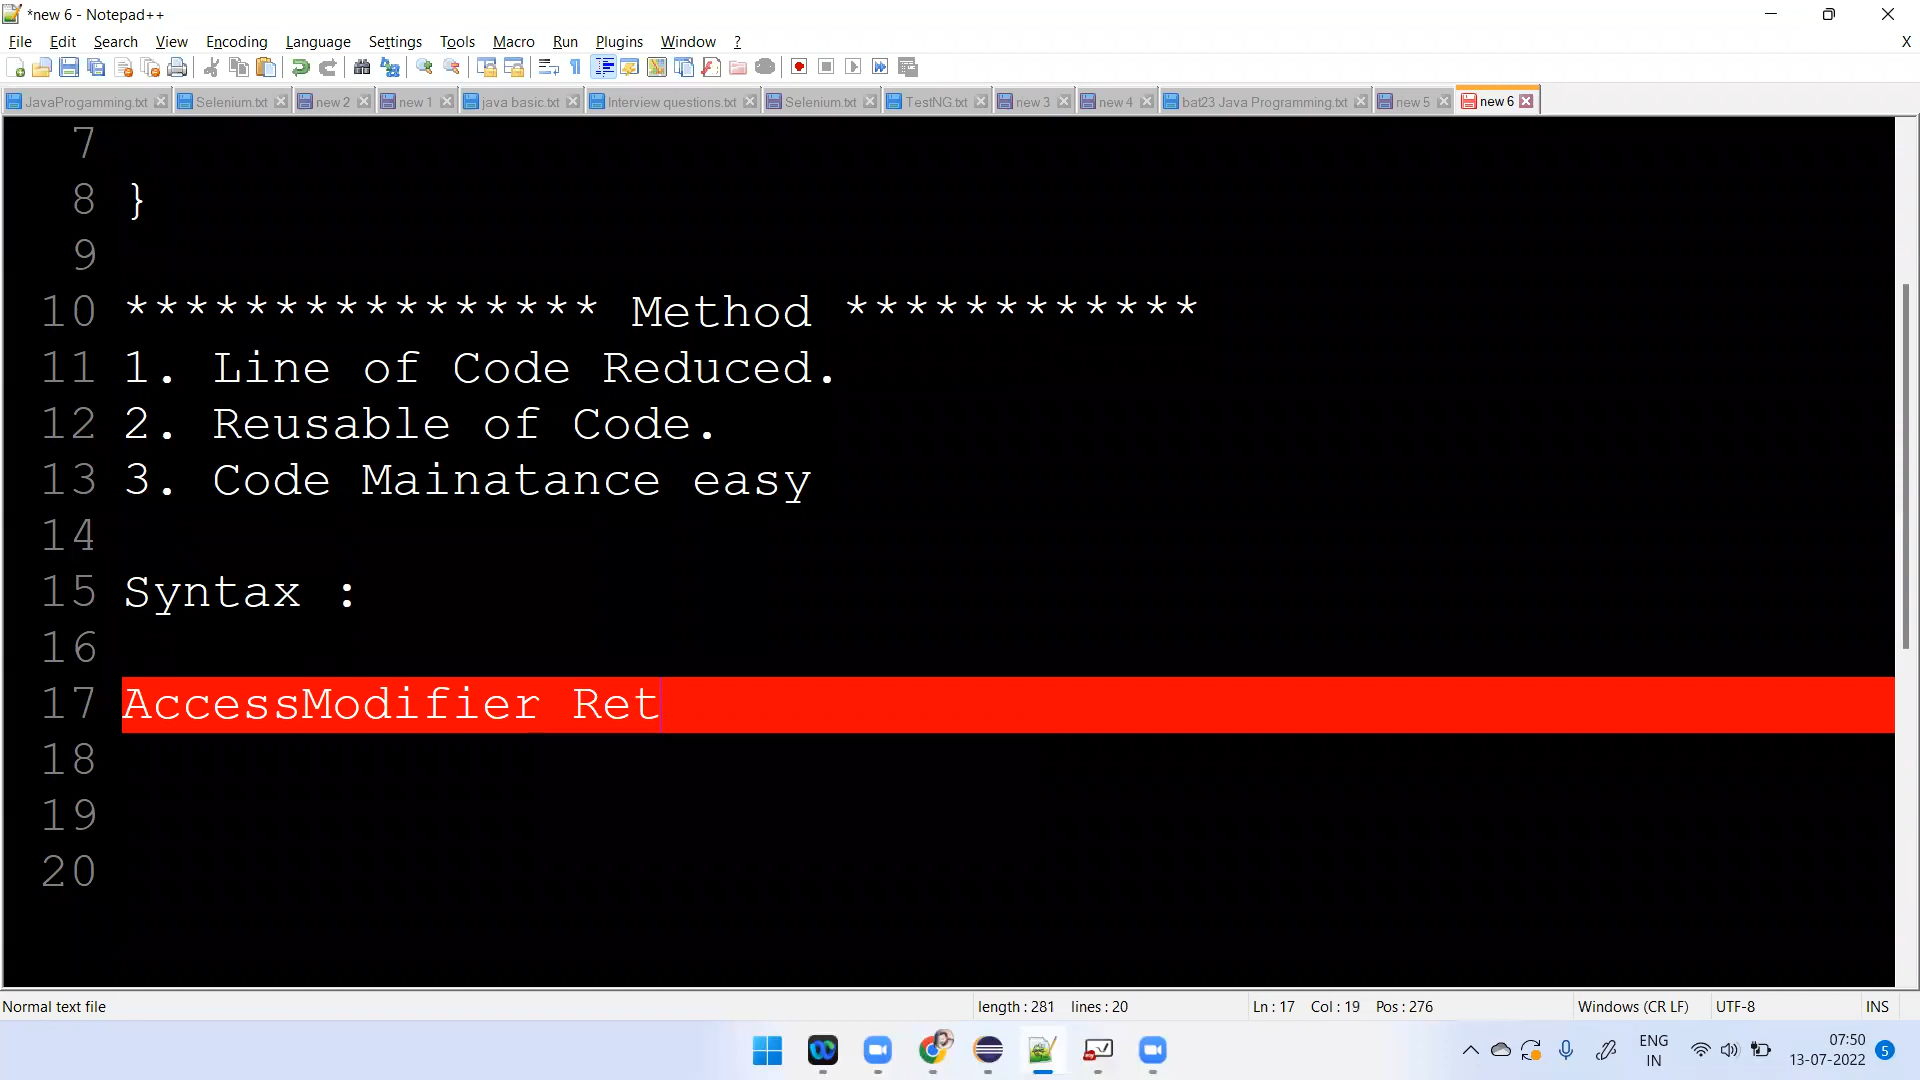 *new 6 - Notepad++
File Edit Search View Encoding Language Settings Tools Macro Run Plugins Window ? X
JavaProgamming.txt Selenium.txt new 2 new 1 java basic.txt Interview questions.txt Selenium.txt TestNG.txt new 3 new 4 bat23 Java Programming.txt new 5 new 6
7
8 }
9
10 **************** Method ************
11 1. Line of Code Reduced.
12 2. Reusable of Code.
13 3. Code Mainatance easy
14
15 Syntax :
16
17 AccessModifier Ret
18
19
20
Normal text file length : 281 lines : 20 Ln : 17 Col : 19 Pos : 276 Windows (CR LF) UTF-8 INS
ENG 07:50
IN 13-07-2022 5